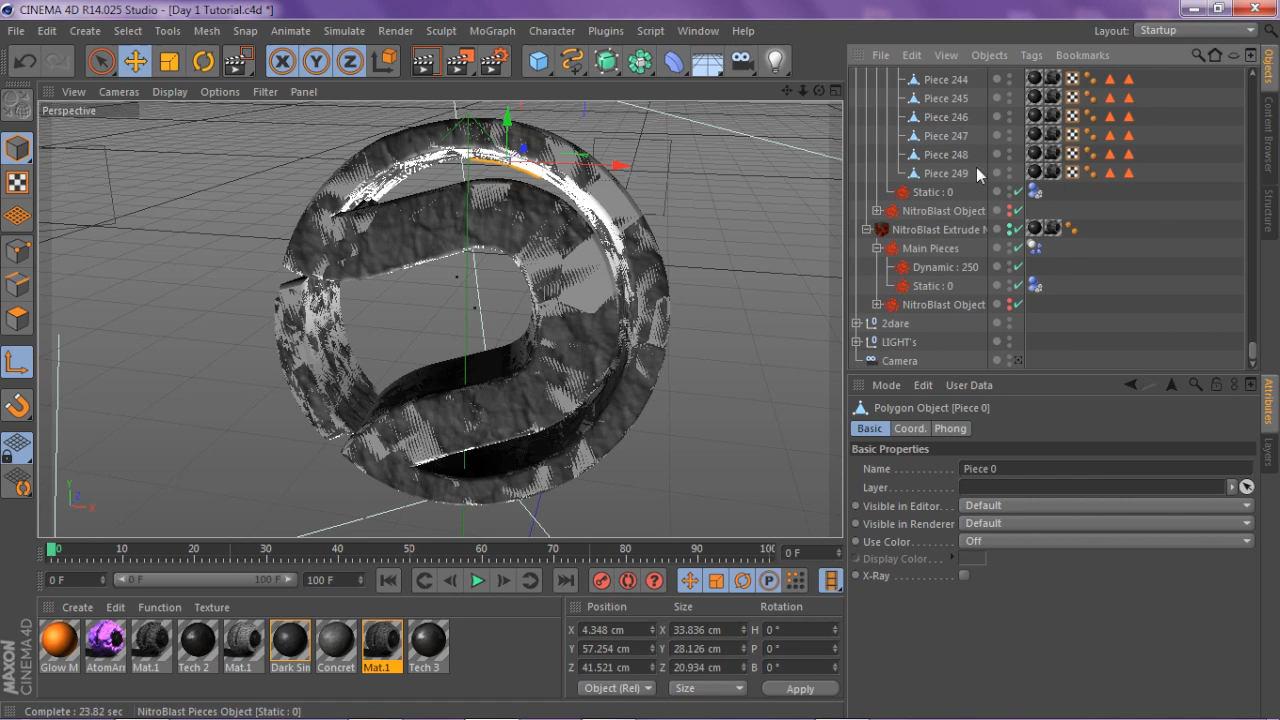 CINEMA 4D R14.025 Studio - [Day 1 Tutorial.c4d *]
File Edit Create Select Tools Mesh Snap Animate Simulate Render Sculpt MoGraph Character Plugins Script Window Help Layout: Startup
File Edit View Objects Tags Bookmarks
View Cameras Display Options Filter Panel
Perspective
Piece 244
Piece 245
Piece 246
Piece 247
Piece 248
Piece 249
Static : 0
NitroBlast Object
NitroBlast Extrude N
Main Pieces
Dynamic : 250
Static : 0
NitroBlast Object
2dare
LIGHT's
Camera
Objects
Content Browser
Structure
Mode Edit User Data
Polygon Object [Piece 0]
Basic Coord. Phong
Basic Properties
Name Piece 0
Layer
Visible in Editor Default
Visible in Renderer Default
Use Color Off
Display Color
X-Ray
Attributes
Layers
Y
Z
X
0 10 20 30 40 50 60 70 80 90 100 0 F
0 F 0 F 100 F 100 F
Create Edit Function Texture
Glow M AtomArr Mat.1 Tech 2 Mat.1 Dark Sin Concret Mat.1 Tech 3
Position Size Rotation
X 4.348 cm X 33.836 cm H 0 °
Y 57.254 cm Y 28.126 cm P 0 °
Z 41.521 cm Z 20.934 cm B 0 °
Object (Rel) Size Apply
MAXON CINEMA 4D
Complete : 23.82 sec NitroBlast Pieces Object [Static : 0]